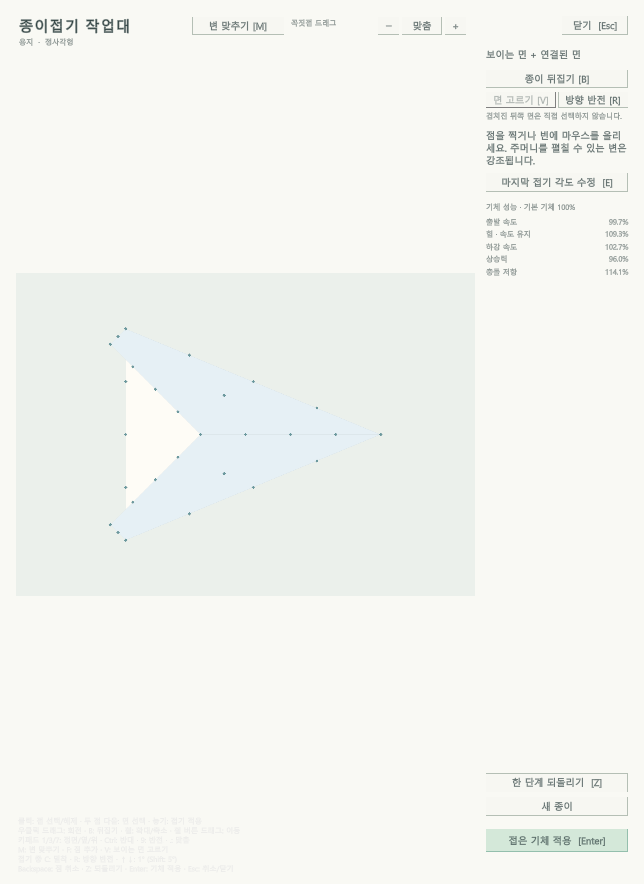 종이접기 작업대
용지 · 정사각형
변 맞추기 [M]
꼭짓점 드래그
−
맞춤
+
닫기 [Esc]
보이는 면 + 연결된 면
종이 뒤집기 [B]
면 고르기 [V]
방향 반전 [R]
겹쳐진 뒤쪽 면은 직접 선택하지 않습니다.
점을 찍거나 변에 마우스를 올리
세요. 주머니를 펼칠 수 있는 변은
강조됩니다.
마지막 접기 각도 수정 [E]
기체 성능 · 기본 기체 100%
출발 속도 99.7%
힘 · 속도 유지 109.3%
하강 속도 102.7%
상승력 96.0%
충돌 저항 114.1%
한 단계 되돌리기 [Z]
새 종이
접은 기체 적용 [Enter]